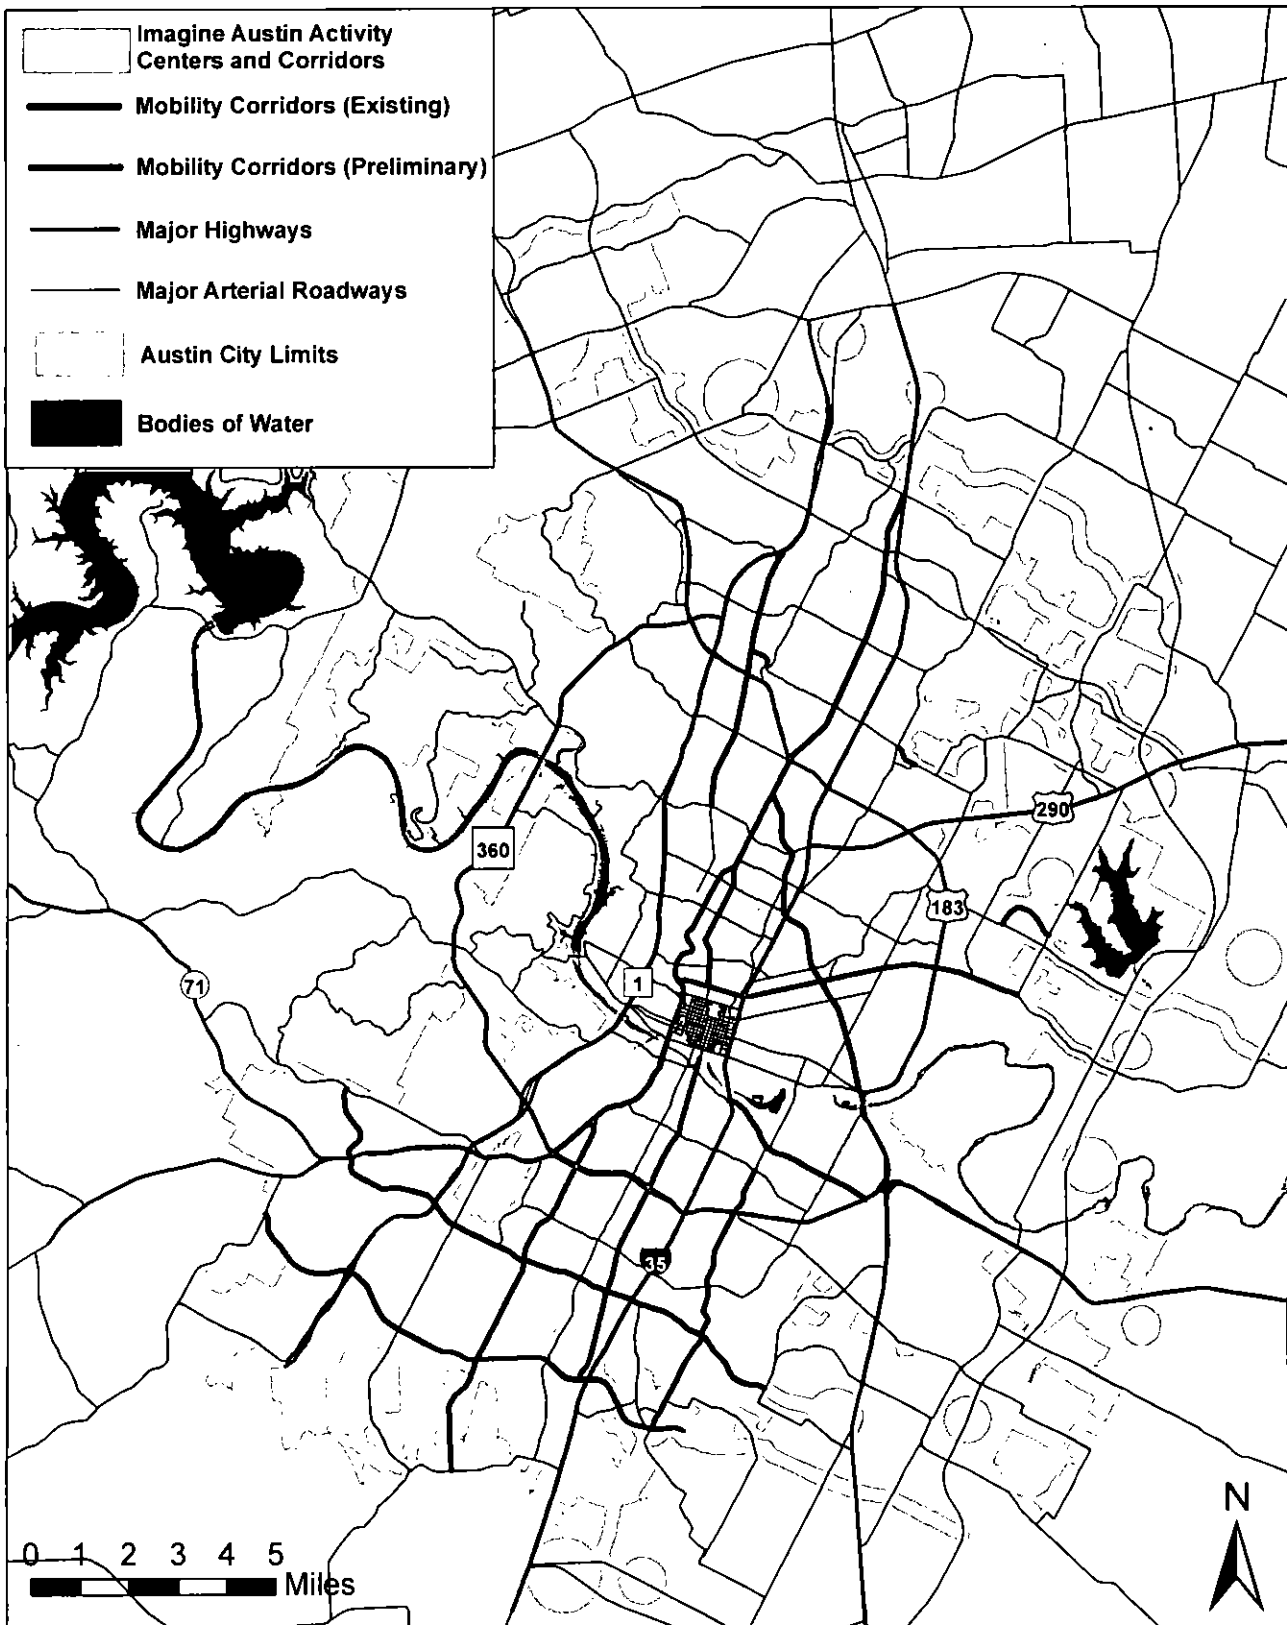 Imagine Austin Activity
Centers and Corridors
Mobility Corridors (Existing)
Mobility Corridors (Preliminary)
Major Highways
Major Arterial Roadways
Austin City Limits
Bodies of Water
290
360
183
71
1
35
N
0 1 2 3 4 5
Miles